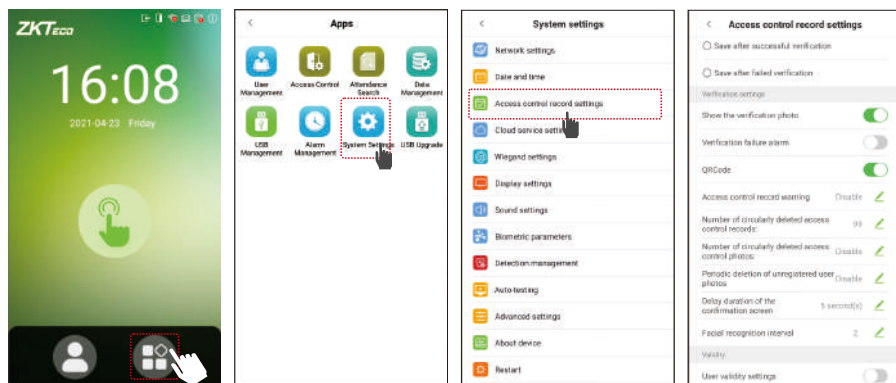 ZKTeco
16:08
2021-04-23 Friday
Apps
User
Management
Access Control
Attendance
Search
Data
Management
USB
Management
Alarm
Management
System Settings
USB Upgrade
System settings
Network settings
Date and time
Access control record settings
Cloud service setti
Wiegand settings
Display settings
Sound settings
Biometric parameters
Detection management
Auto-testing
Advanced settings
About device
Restart
Access control record settings
Save after successful verification
Save after failed verification
Verification settings
Show the verification photo
Verification failure alarm
QRCode
Access control record warning Disable
Number of circularly deleted access
control records: 99
Number of circularly deleted access
control photos: Disable
Periodic deletion of unregistered user
photos Disable
Delay duration of the
confirmation screen 5 second(s)
Facial recognition interval 2
Validity
User validity settings